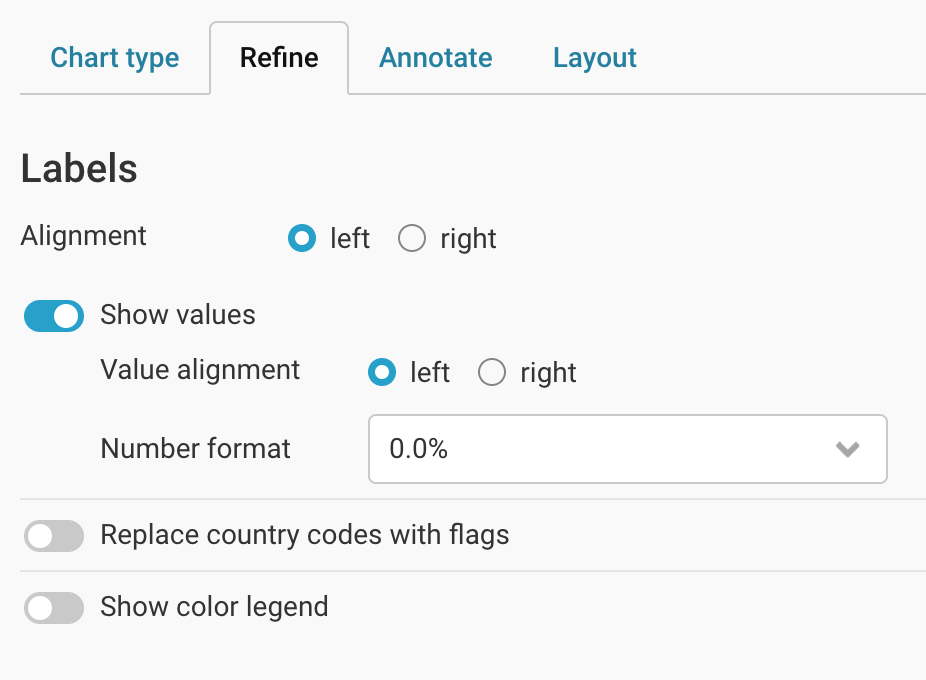 Chart type Refine Annotate Layout
Labels
Alignment left right
Show values
Value alignment left right
Number format 0.0%
Replace country codes with flags
Show color legend